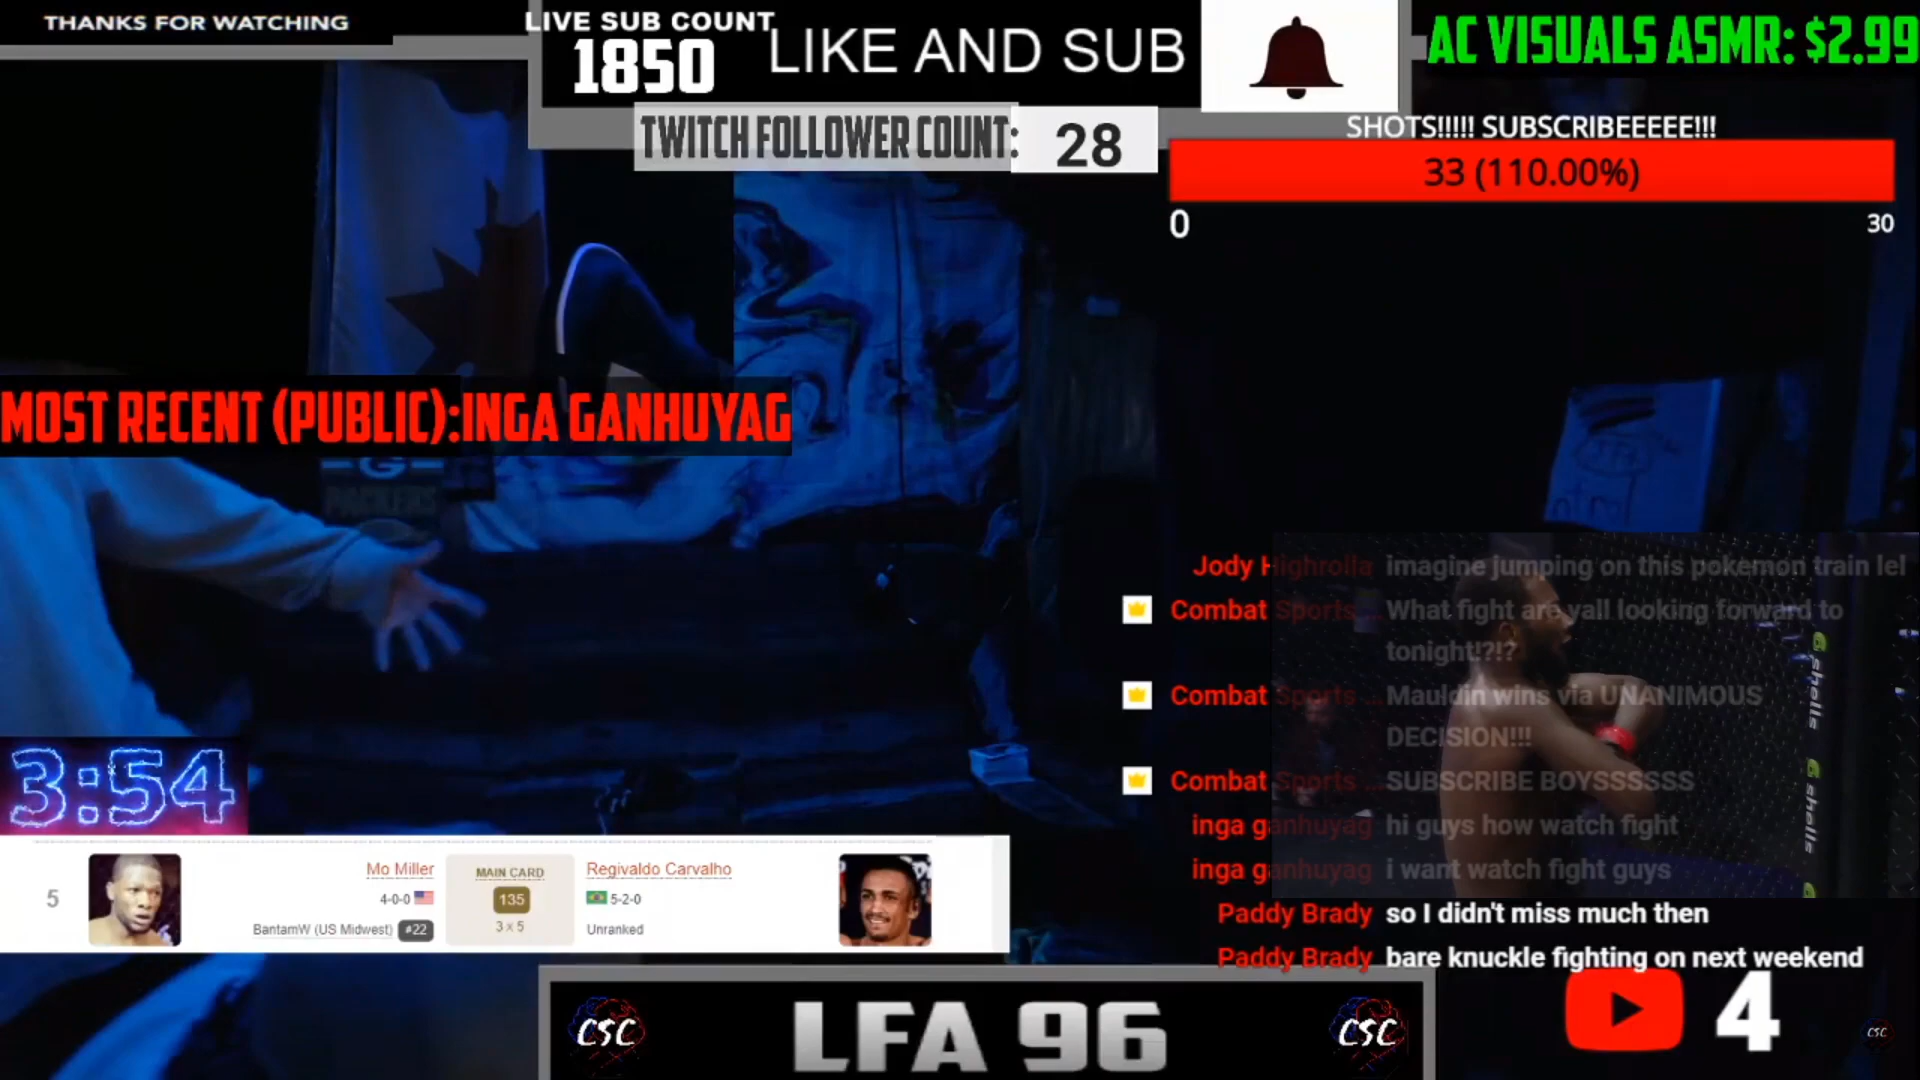 THANKS FOR WATCHING
LIVE SUB COUNT
1850
LIKE AND SUB
AC VISUALS ASMR: $2.99
TWITCH FOLLOWER COUNT:
28
SHOTS!!!!! SUBSCRIBEEEEE!!!
33 (110.00%)
0
30
MOST RECENT (PUBLIC):INGA GANHUYAG
G
PACKERS
Jody Highrolla imagine jumping on this pokemon train lel
Combat Sports ... What fight are yall looking forward to
tonight!?!?
Combat Sports ... Mauldin wins via UNANIMOUS
DECISION!!!
Combat Sports ... SUBSCRIBE BOYSSSSSS
inga ganhuyag hi guys how watch fight
inga ganhuyag i want watch fight guys
Paddy Brady so I didn't miss much then
Paddy Brady bare knuckle fighting on next weekend
shells
shells
3:54
5
Mo Miller
4-0-0
BantamW (US Midwest) #22
MAIN CARD
135
3 x 5
Regivaldo Carvalho
5-2-0
Unranked
CSC
LFA 96
CSC
4
CSC